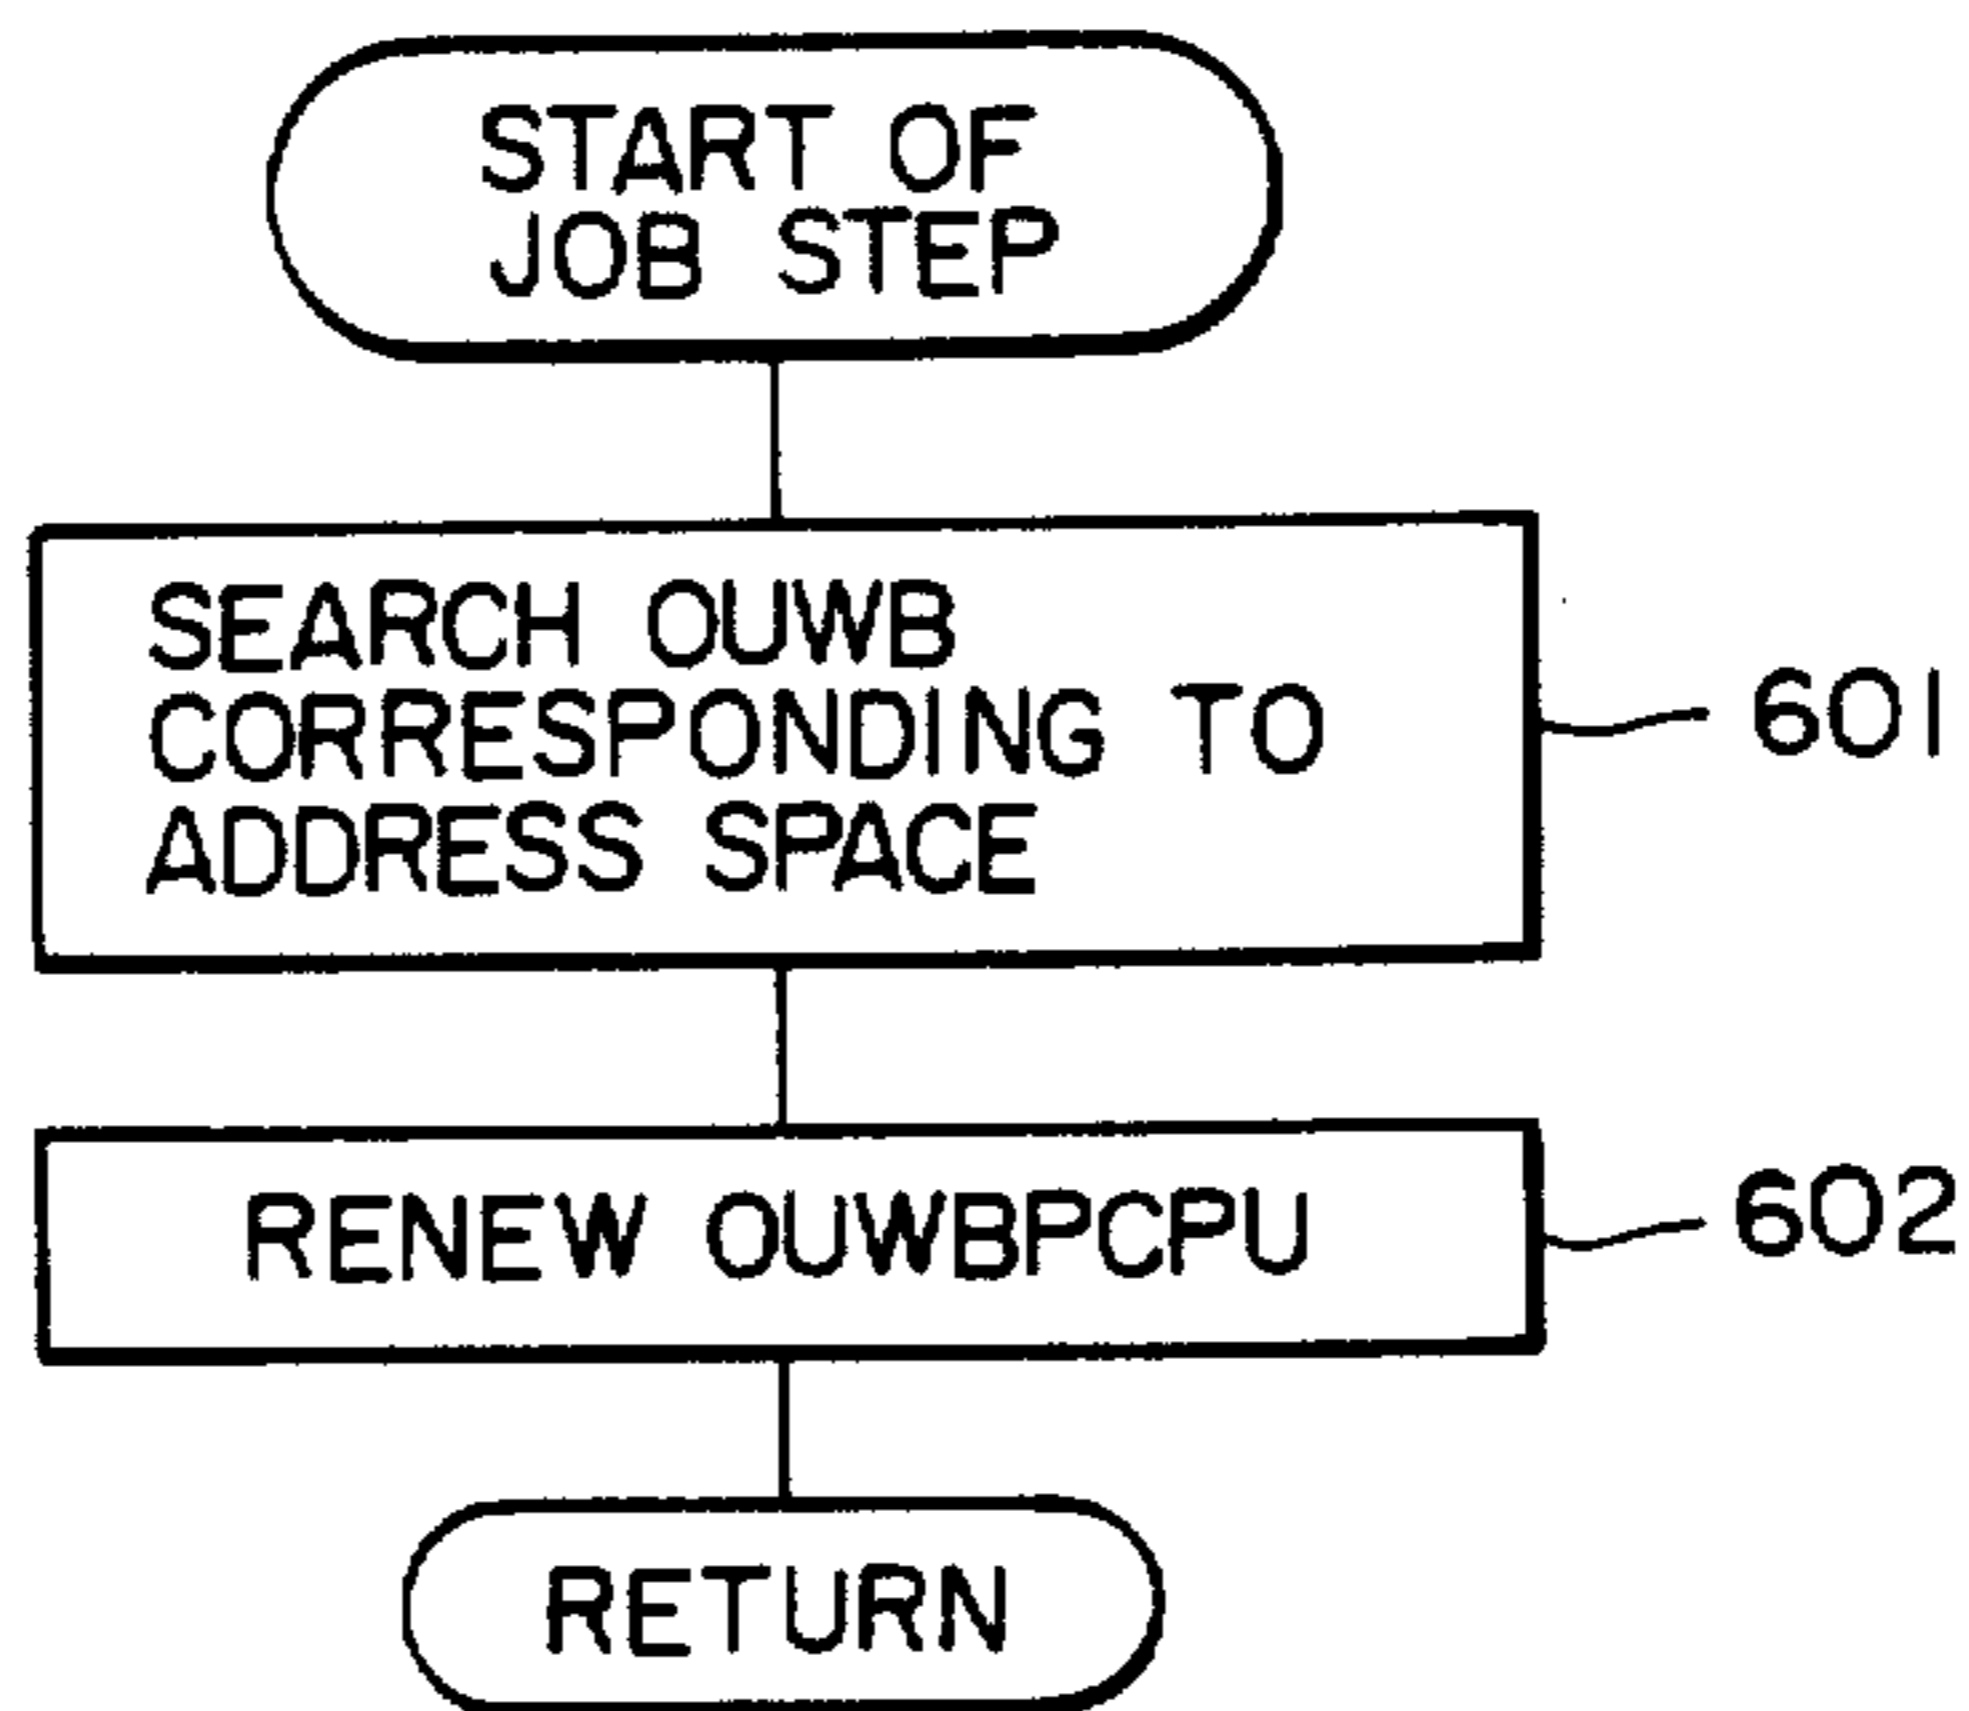 START OF
JOB STEP
SEARCH OUWB
CORRESPONDING TO
ADDRESS SPACE
601
RENEW OUWBPCPU
602
RETURN